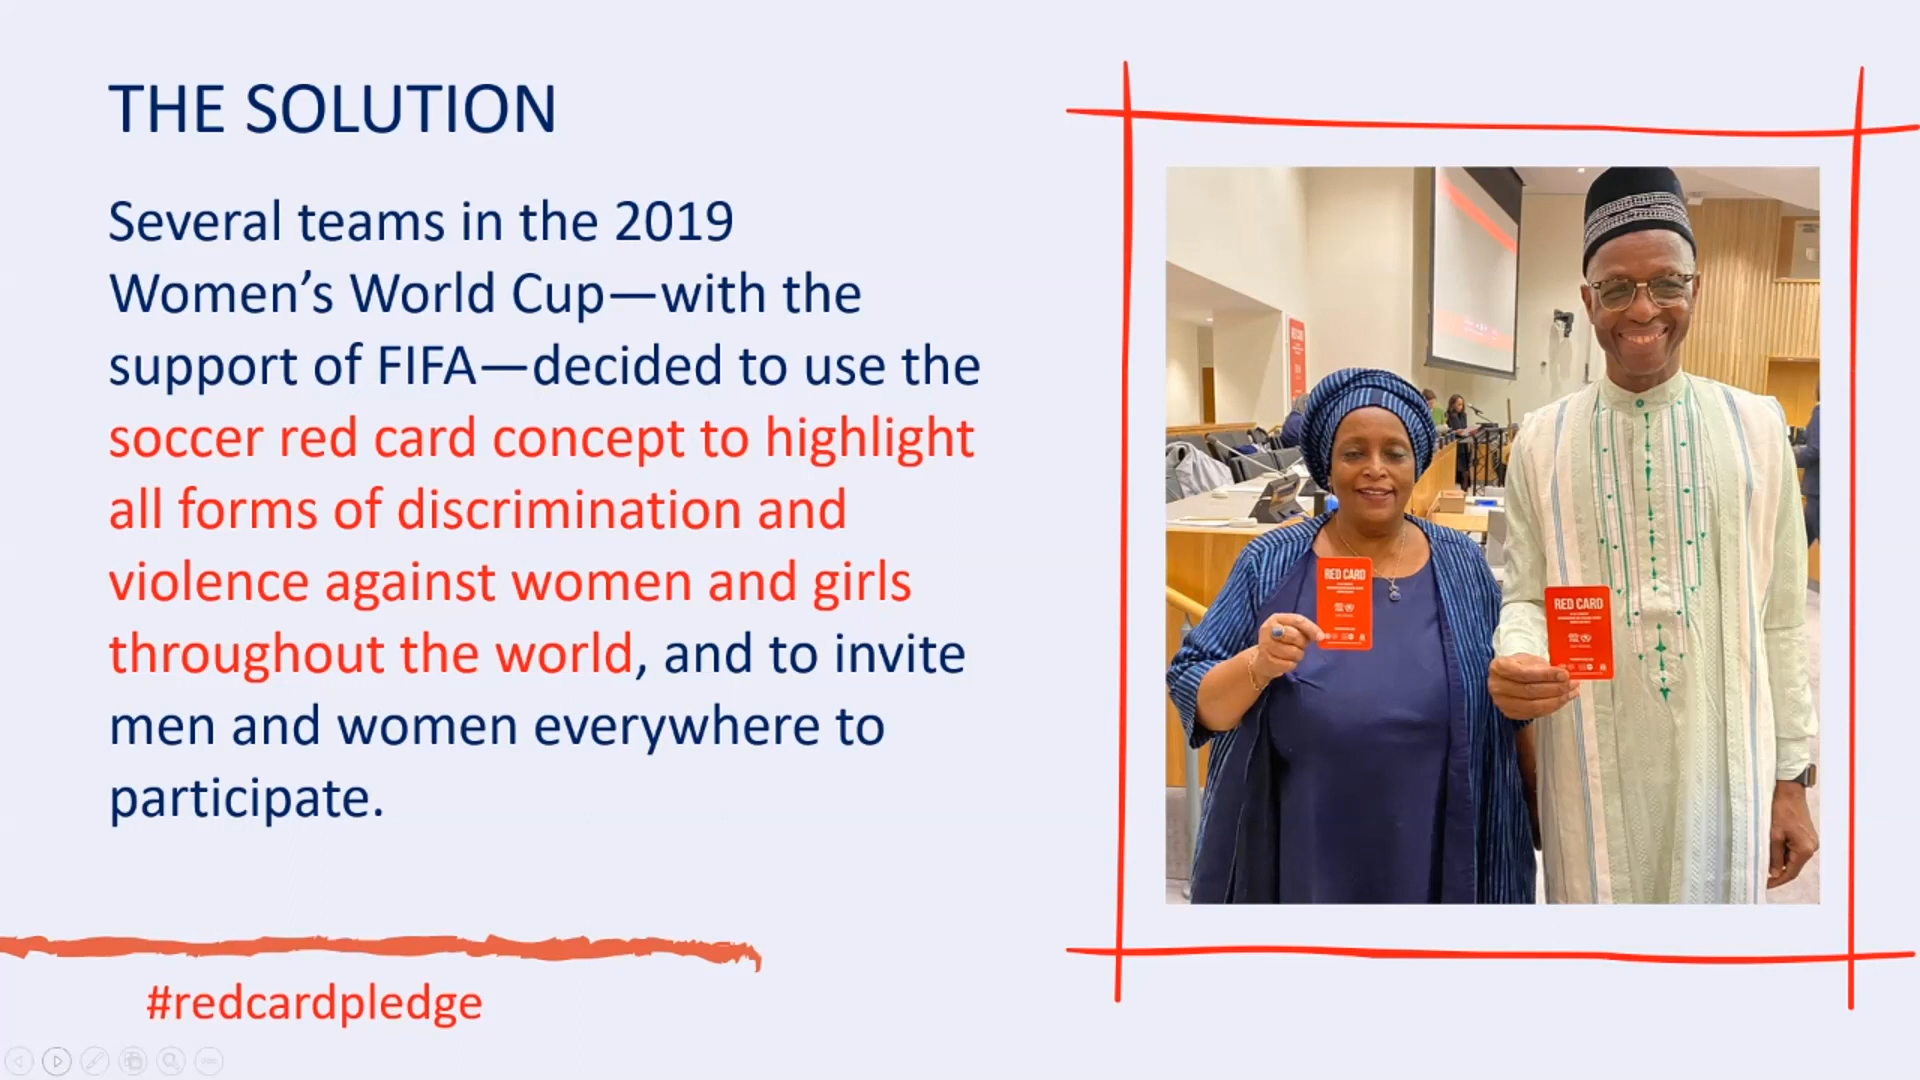 THE SOLUTION
Several teams in the 2019
Women’s World Cup—with the
support of FIFA—decided to use the
soccer red card concept to highlight
all forms of discrimination and
violence against women and girls
throughout the world, and to invite
men and women everywhere to
participate.
#redcardpledge
RED CARD
RED CARD